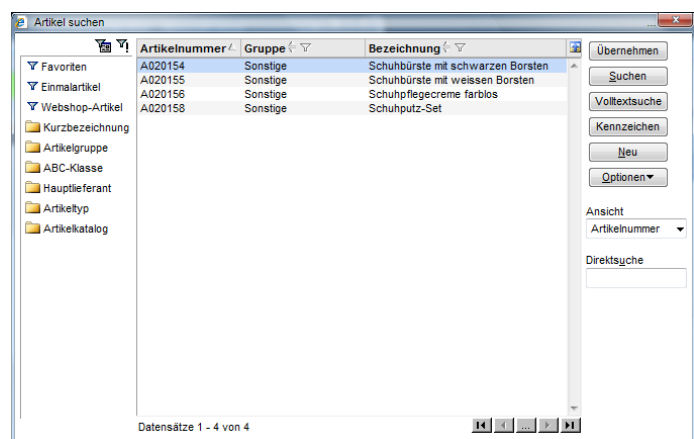 Artikel suchen
Artikelnummer Gruppe Bezeichnung
Favoriten
Einmalartikel
Webshop-Artikel
Kurzbezeichnung
Artikelgruppe
ABC-Klasse
Hauptlieferant
Artikeltyp
Artikelkatalog
A020154 Sonstige Schuhbürste mit schwarzen Borsten
A020155 Sonstige Schuhbürste mit weissen Borsten
A020156 Sonstige Schuhpflegecreme farblos
A020158 Sonstige Schuhputz-Set
Datensätze 1 - 4 von 4
...
Übernehmen
Suchen
Volltextsuche
Kennzeichen
Neu
Optionen
Ansicht
Artikelnummer
Direktsuche